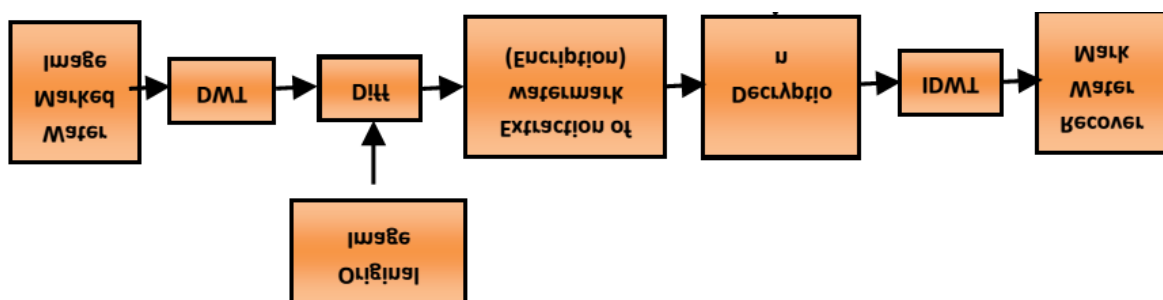 Original
Image
Water
Marked
Image
DWT
Diff
Extraction of
watermark
(Encription)
Decryptio
n
IDWT
Recover
Water
Mark